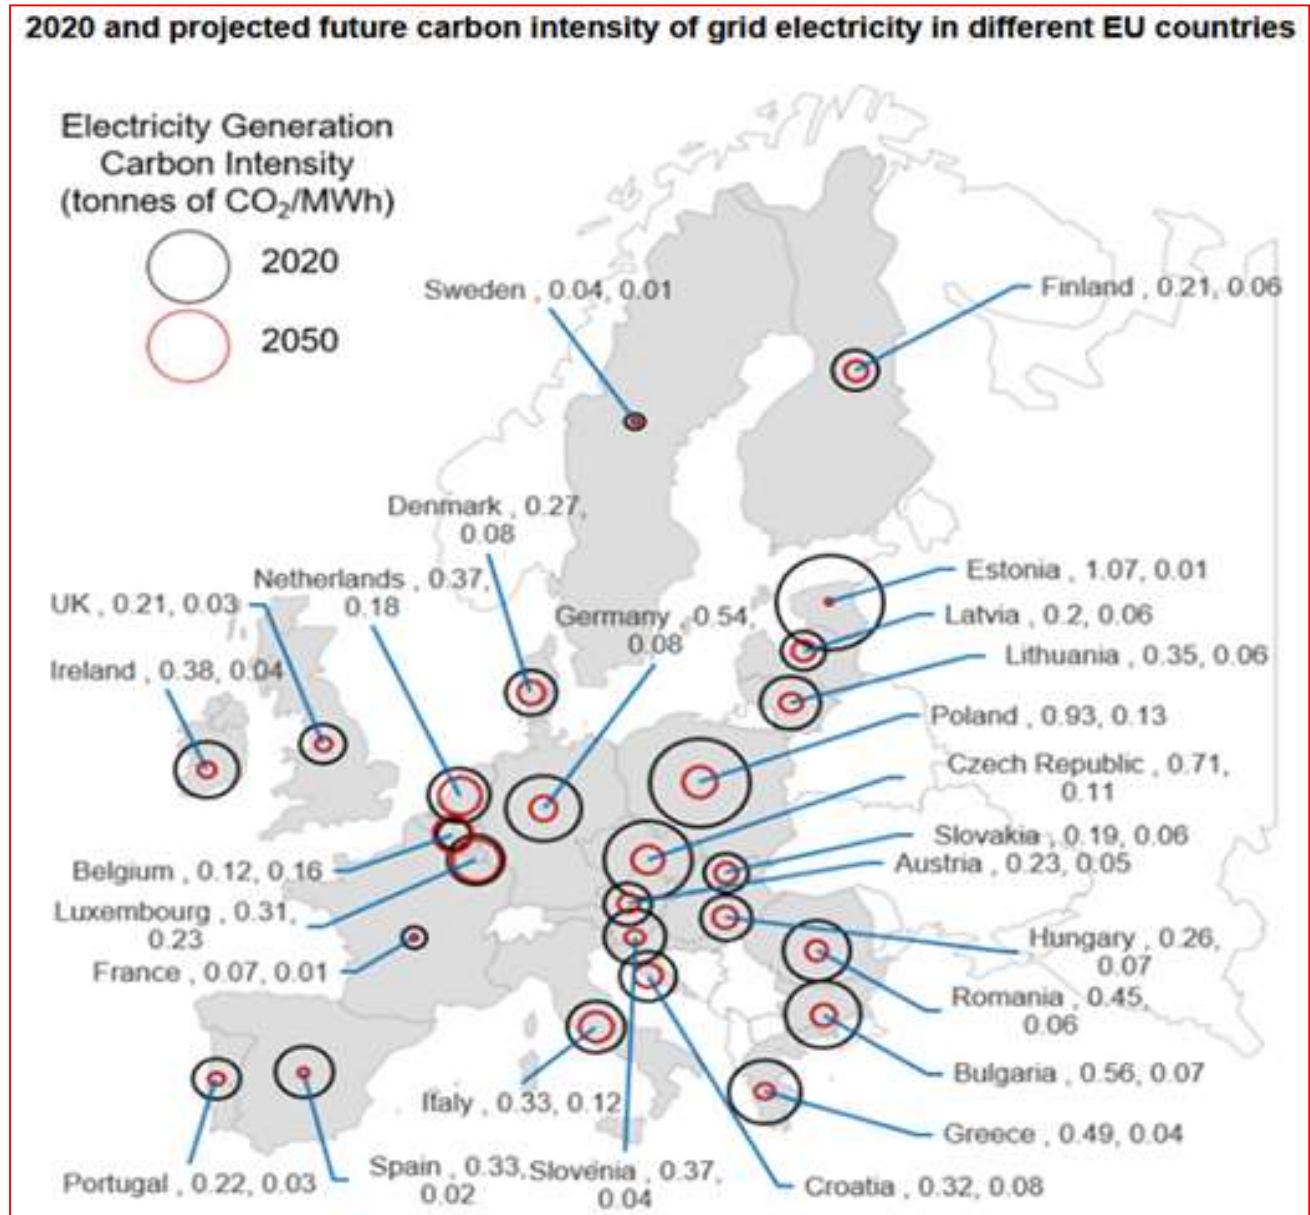 2020 and projected future carbon intensity of grid electricity in different EU countries
Electricity Generation
Carbon Intensity
(tonnes of CO₂/MWh)
2020
2050
Sweden , 0.04, 0.01
Finland , 0.21, 0.06
Denmark , 0.27,
0.08
Netherlands , 0.37,
0.18
Germany , 0.54,
0.08
UK , 0.21, 0.03
Ireland , 0.38, 0.04
Estonia , 1.07, 0.01
Latvia , 0.2, 0.06
Lithuania , 0.35, 0.06
Poland , 0.93, 0.13
Czech Republic , 0.71,
0.11
Slovakia , 0.19, 0.06
Austria , 0.23, 0.05
Belgium , 0.12, 0.16
Luxembourg , 0.31,
0.23
France , 0.07, 0.01
Hungary , 0.26,
0.07
Romania , 0.45,
0.06
Bulgaria , 0.56, 0.07
Italy , 0.33, 0.12
Greece , 0.49, 0.04
Portugal , 0.22, 0.03
Spain , 0.33,
0.02
Slovenia , 0.37,
0.04
Croatia , 0.32, 0.08